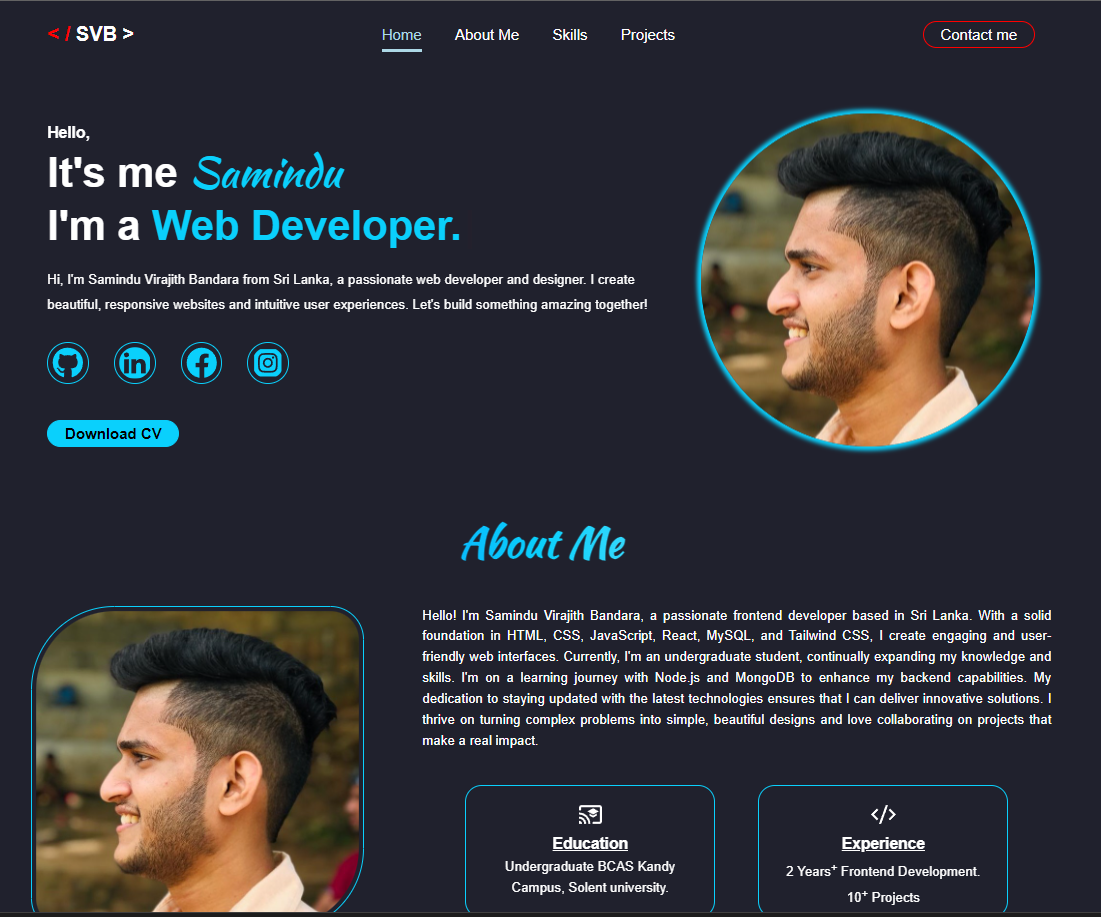 < / SVB >
Home
About Me
Skills
Projects
Contact me
Hello,
It's me Samindu
I'm a Web Developer.
Hi, I'm Samindu Virajith Bandara from Sri Lanka, a passionate web developer and designer. I create
beautiful, responsive websites and intuitive user experiences. Let's build something amazing together!
in
Download CV
About Me
Hello! I'm Samindu Virajith Bandara, a passionate frontend developer based in Sri Lanka. With a solid
foundation in HTML, CSS, JavaScript, React, MySQL, and Tailwind CSS, I create engaging and user-
friendly web interfaces. Currently, I'm an undergraduate student, continually expanding my knowledge and
skills. I'm on a learning journey with Node.js and MongoDB to enhance my backend capabilities. My
dedication to staying updated with the latest technologies ensures that I can deliver innovative solutions. I
thrive on turning complex problems into simple, beautiful designs and love collaborating on projects that
make a real impact.
Education
Undergraduate BCAS Kandy
Campus, Solent university.
</>
Experience
2 Years⁺ Frontend Development.
10⁺ Projects